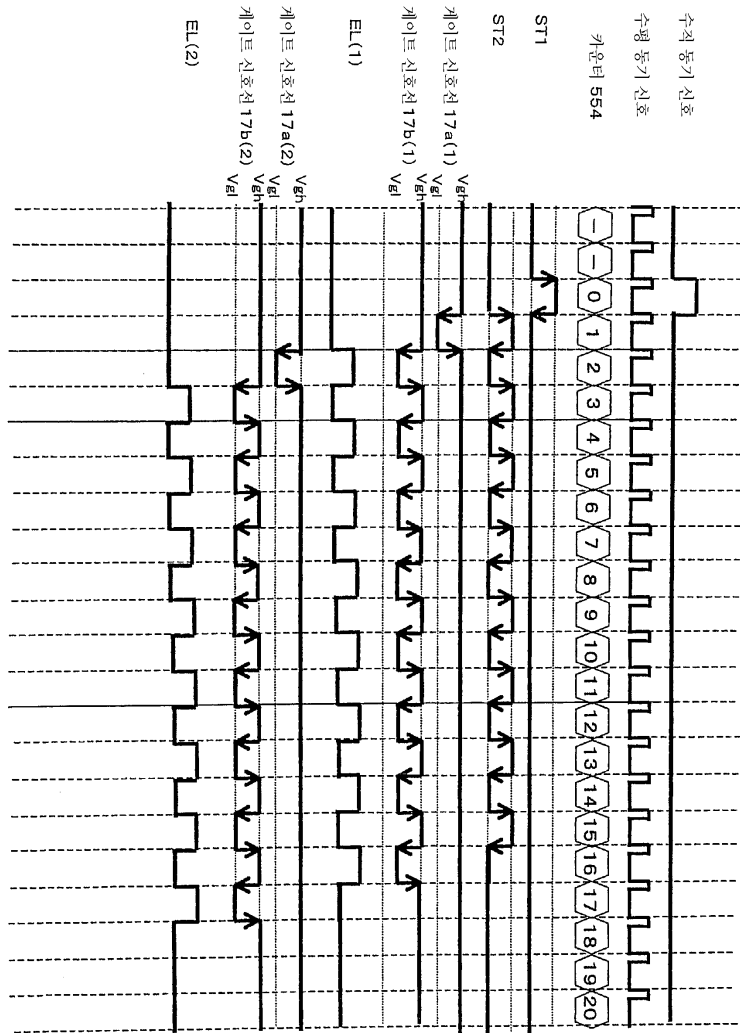 수직 동기 신호
수평 동기 신호
카운터 554
— — 0 1 2 3 4 5 6 7 8 9 10 11 12 13 14 15 16 17 18 19 20
ST1
ST2
게이트 신호선 17a(1) Vgh
Vgl
게이트 신호선 17b(1) Vgh
Vgl
EL(1)
게이트 신호선 17a(2) Vgh
Vgl
게이트 신호선 17b(2) Vgh
Vgl
EL(2)